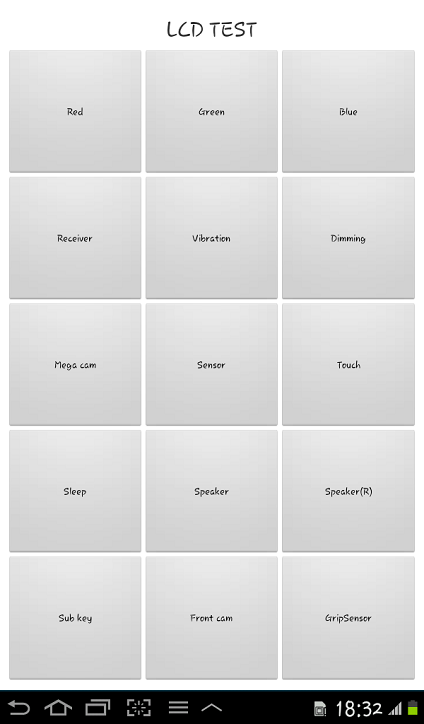 LCD TEST
Red Green Blue
Receiver Vibration Dimming
Mega cam Sensor Touch
Sleep Speaker Speaker(R)
Sub key Front cam GripSensor
18:32